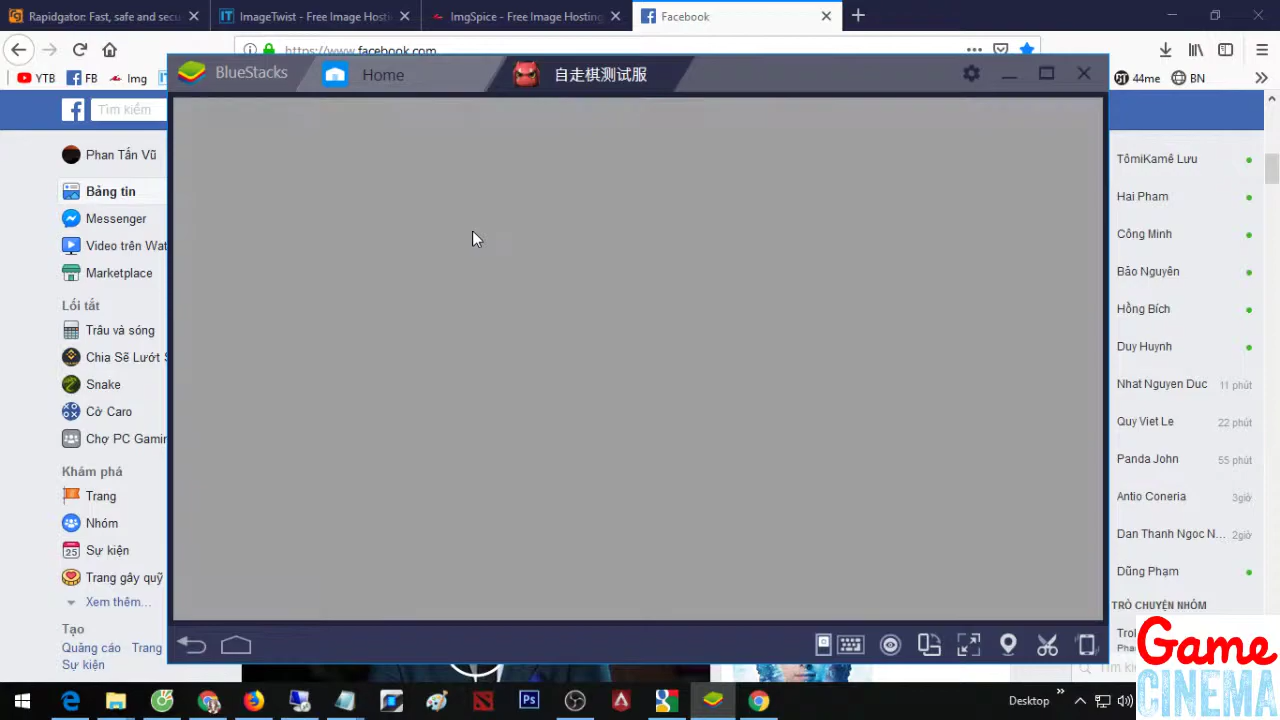 Rapidgator: Fast, safe and secu
ImageTwist - Free Image Hosti
ImgSpice - Free Image Hosting
Facebook
https://www.facebook.com
YTB
FB
Img
44me
BN
BlueStacks
Home
自走棋测试服
Tìm kiếm
Phan Tấn Vũ
Bảng tin
Messenger
Video trên Wat
Marketplace
Lối tắt
Trâu và sóng
Chia Sẽ Lướt S
Snake
Cờ Caro
Chợ PC Gamin
Khám phá
Trang
Nhóm
25
Sự kiện
Trang gây quỹ
Xem thêm...
Tạo
Quảng cáo
Trang
Sự kiện
TômiKamê Lưu
Hai Pham
Công Minh
Bảo Nguyên
Hồng Bích
Duy Huynh
Nhat Nguyen Duc
11 phút
Quy Viet Le
22 phút
Panda John
55 phút
Antio Coneria
3giờ
Dan Thanh Ngoc N...
2giờ
Dũng Phạm
TRÒ CHUYỆN NHÓM
Desktop
Game
CINEMA